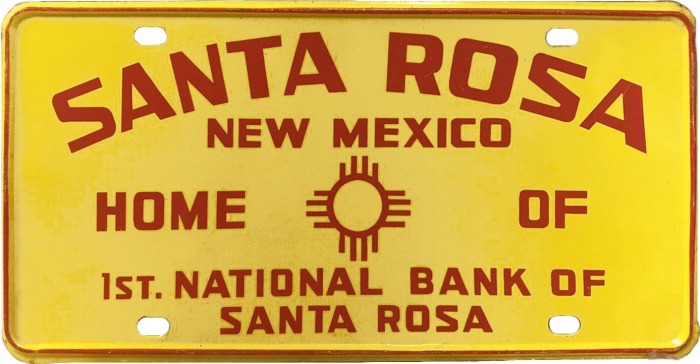 SANTA ROSA
NEW MEXICO
HOME OF
1ST. NATIONAL BANK OF
SANTA ROSA